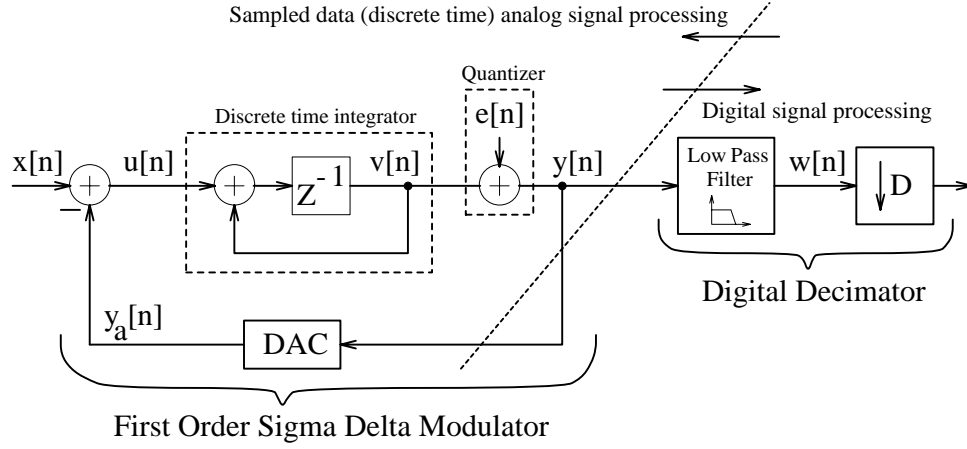 Sampled data (discrete time) analog signal processing
Quantizer
Discrete time integrator
Digital signal processing
e[n]
x[n]
u[n]
v[n]
y[n]
Low Pass
Filter
w[n]
+
+
Z^-1
+
↓ D
−
Digital Decimator
y_a[n]
DAC
First Order Sigma Delta Modulator